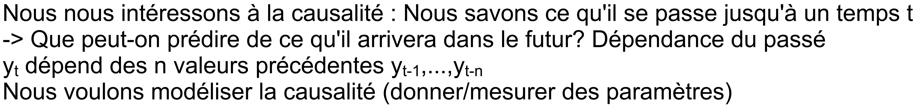 Nous nous intéressons à la causalité : Nous savons ce qu'il se passe jusqu'à un temps t
-> Que peut-on prédire de ce qu'il arrivera dans le futur? Dépendance du passé
yt dépend des n valeurs précédentes yt-1,...,yt-n
Nous voulons modéliser la causalité (donner/mesurer des paramètres)